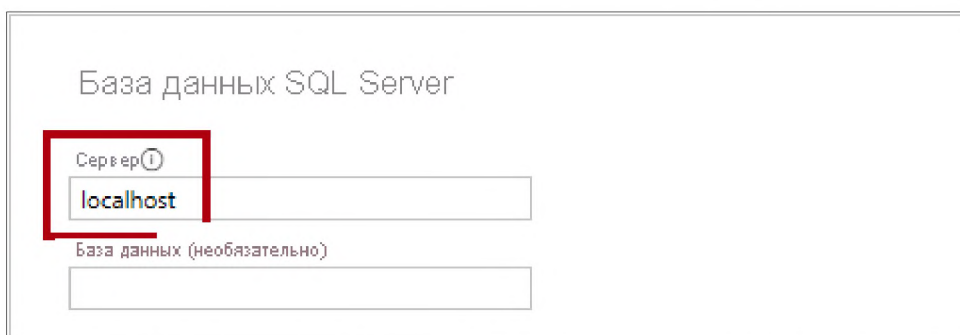 База данных SQL Server
Сервер
localhost
База данных (необязательно)